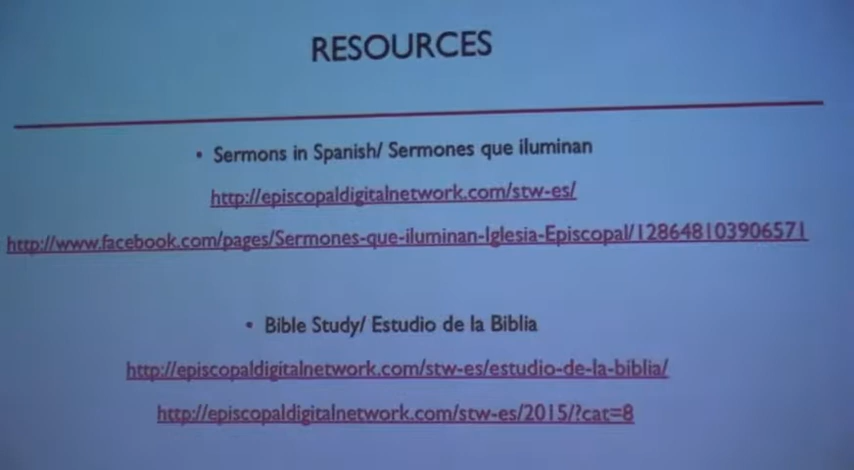 RESOURCES
• Sermons in Spanish/ Sermones que iluminan
http://episcopaldigitalnetwork.com/stw-es/
http://www.facebook.com/pages/Sermones-que-iluminan-Iglesia-Episcopal/128648103906571
• Bible Study/ Estudio de la Biblia
http://episcopaldigitalnetwork.com/stw-es/estudio-de-la-biblia/
http://episcopaldigitalnetwork.com/stw-es/2015/?cat=8